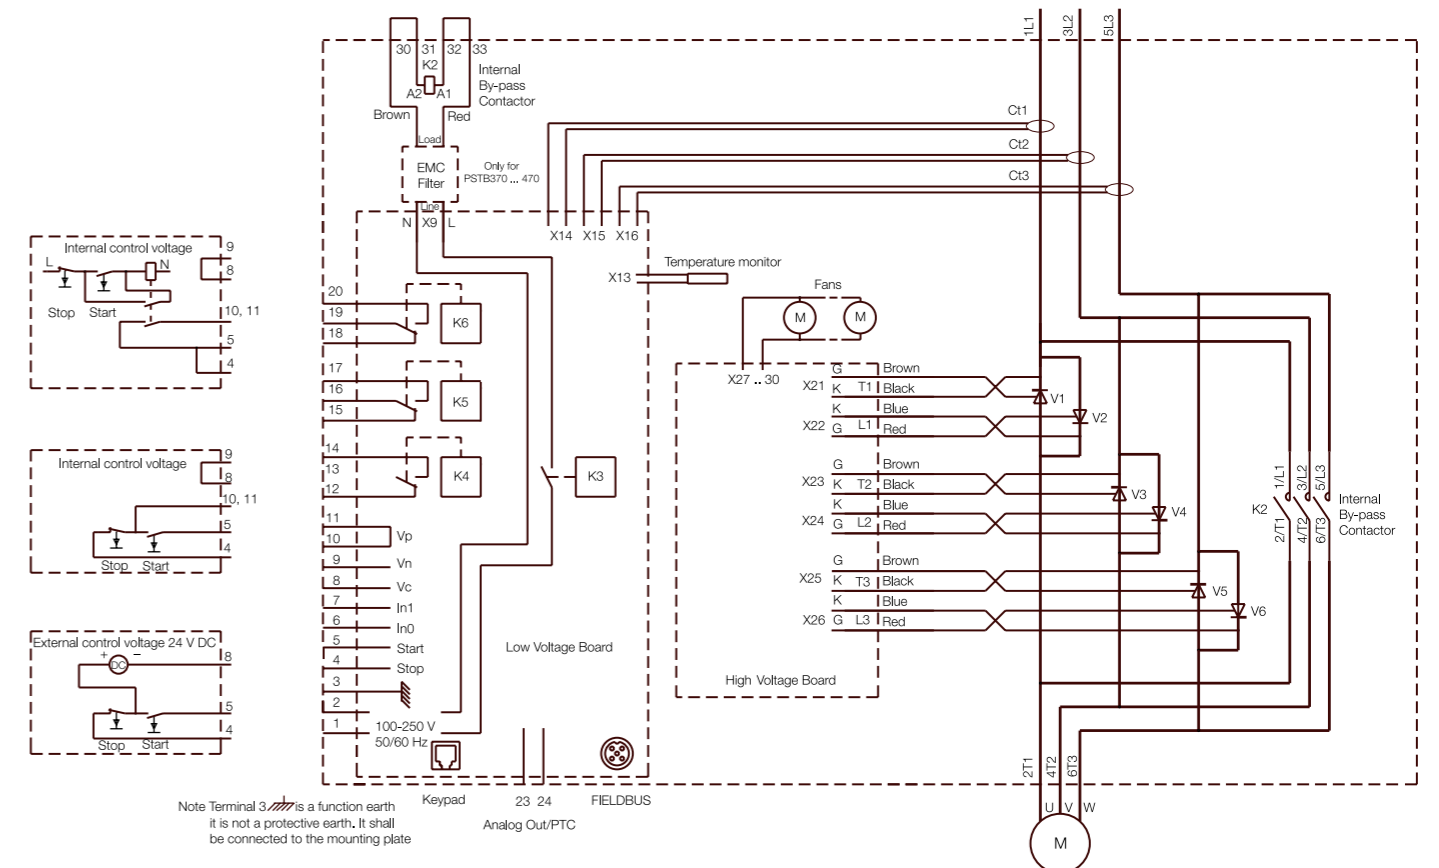 1L1 3L2 5L3
30 31 32 33
K2
A2 A1
Internal
By-pass
Contactor
Brown Red
Load
EMC
Filter
Line
Only for
PSTB370 ... 470
N X9 L
Ct1
Ct2
Ct3
X14 X15 X16
X13
Temperature monitor
Fans
M M
X27 .. 30
Internal control voltage
L N
Stop Start
9
8
10, 11
5
4
Internal control voltage
Stop Start
9
8
10, 11
5
4
External control voltage 24 V DC
+ DC –
Stop Start
8
5
4
20
19
18
K6
17
16
15
K5
14
13
12
K4
K3
11
10
Vp
9 Vn
8 Vc
7 In1
6 In0
5 Start
4 Stop
3
2
1
100-250 V
50/60 Hz
Low Voltage Board
Keypad
23 24
Analog Out/PTC
FIELDBUS
X21 G Brown
K T1 Black
X22 K Blue
G L1 Red
X23 G Brown
K T2 Black
X24 K Blue
G L2 Red
X25 G Brown
K T3 Black
X26 K Blue
G L3 Red
High Voltage Board
V1
V2
V3
V4
V5
V6
K2
1/L1 3/L2 5/L3
2/T1 4/T2 6/T3
Internal
By-pass
Contactor
2T1 4T2 6T3
U V W
M
Note Terminal 3 is a function earth
it is not a protective earth. It shall
be connected to the mounting plate